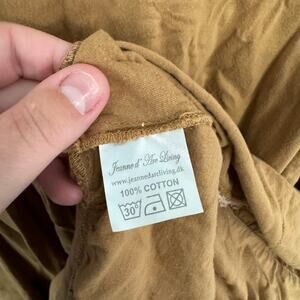 Jeanne d'Arc Living
www.jeannedarcliving.dk
100% COTTON
30°